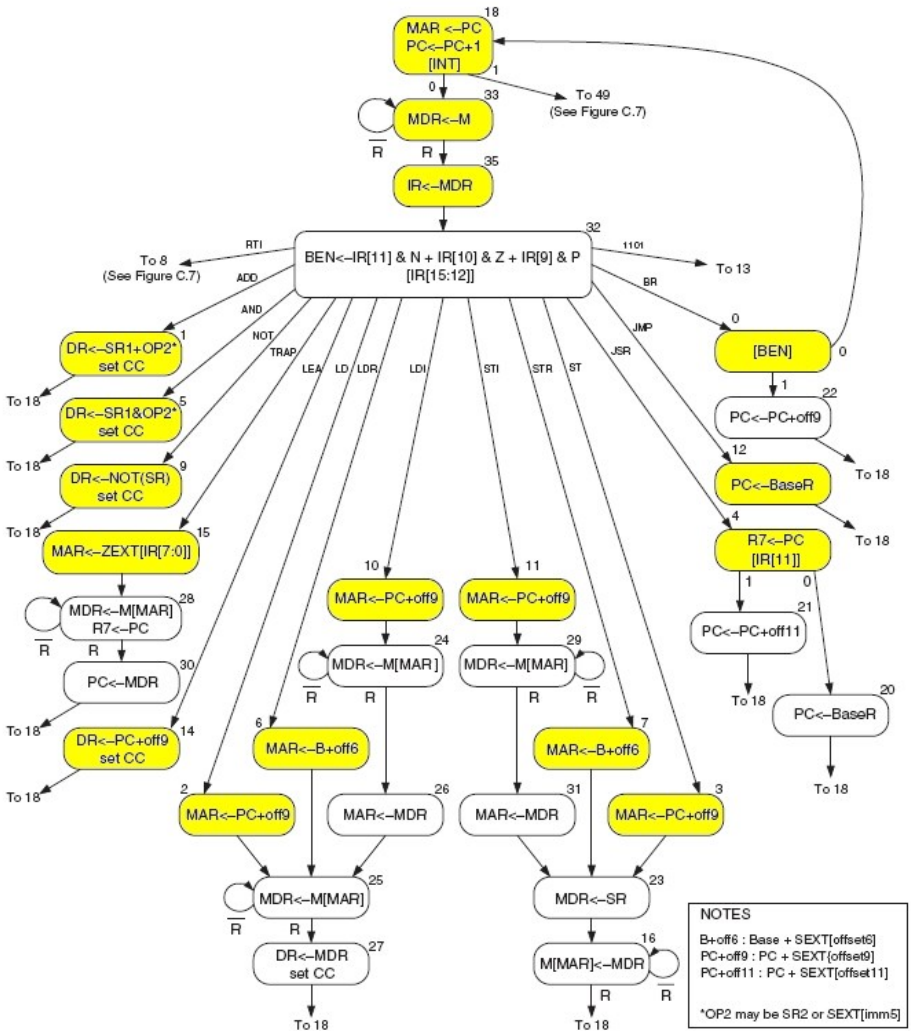 18
MAR <–PC
PC<–PC+1
[INT]
0
1
To 49
(See Figure C.7)
33
MDR<–M
R
R
35
IR<–MDR
32
BEN<–IR[11] & N + IR[10] & Z + IR[9] & P
[IR[15:12]]
RTI
To 8
(See Figure C.7)
1101
To 13
ADD
AND
NOT
TRAP
LEA
LD
LDR
LDI
STI
STR
ST
JSR
JMP
BR
1
DR<–SR1+OP2*
set CC
To 18
5
DR<–SR1&OP2*
set CC
To 18
9
DR<–NOT(SR)
set CC
To 18
15
MAR<–ZEXT[IR[7:0]]
28
MDR<–M[MAR]
R7<–PC
R
R
30
PC<–MDR
To 18
14
DR<–PC+off9
set CC
To 18
0
[BEN]
0
1
22
PC<–PC+off9
To 18
12
PC<–BaseR
To 18
4
R7<–PC
[IR[11]]
1
0
21
PC<–PC+off11
To 18
20
PC<–BaseR
To 18
10
MAR<–PC+off9
11
MAR<–PC+off9
24
MDR<–M[MAR]
R
R
29
MDR<–M[MAR]
R
R
6
MAR<–B+off6
7
MAR<–B+off6
2
MAR<–PC+off9
26
MAR<–MDR
31
MAR<–MDR
3
MAR<–PC+off9
25
MDR<–M[MAR]
R
R
23
MDR<–SR
27
DR<–MDR
set CC
To 18
16
M[MAR]<–MDR
R
R
To 18
NOTES
B+off6 : Base + SEXT[offset6]
PC+off9 : PC + SEXT{offset9]
PC+off11 : PC + SEXT[offset11]
*OP2 may be SR2 or SEXT[imm5]